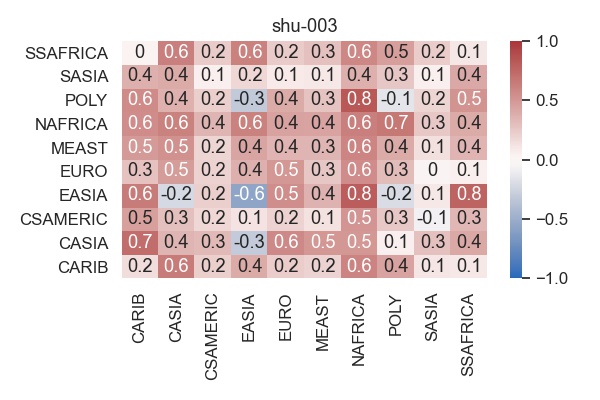 shu-003
SSAFRICA 0 0.6 0.2 0.6 0.2 0.3 0.6 0.5 0.2 0.1
SASIA 0.4 0.4 0.1 0.2 0.1 0.1 0.4 0.3 0.1 0.4
POLY 0.6 0.4 0.2 -0.3 0.4 0.3 0.8 -0.1 0.2 0.5
NAFRICA 0.6 0.6 0.4 0.6 0.4 0.4 0.6 0.7 0.3 0.4
MEAST 0.5 0.5 0.2 0.4 0.4 0.3 0.6 0.4 0.1 0.4
EURO 0.3 0.5 0.2 0.4 0.5 0.3 0.6 0.3 0 0.1
EASIA 0.6 -0.2 0.2 -0.6 0.5 0.4 0.8 -0.2 0.1 0.8
CSAMERIC 0.5 0.3 0.2 0.1 0.2 0.1 0.5 0.3 -0.1 0.3
CASIA 0.7 0.4 0.3 -0.3 0.6 0.5 0.5 0.1 0.3 0.4
CARIB 0.2 0.6 0.2 0.4 0.2 0.2 0.6 0.4 0.1 0.1
CARIB CASIA CSAMERIC EASIA EURO MEAST NAFRICA POLY SASIA SSAFRICA
1.0
0.5
0.0
−0.5
−1.0